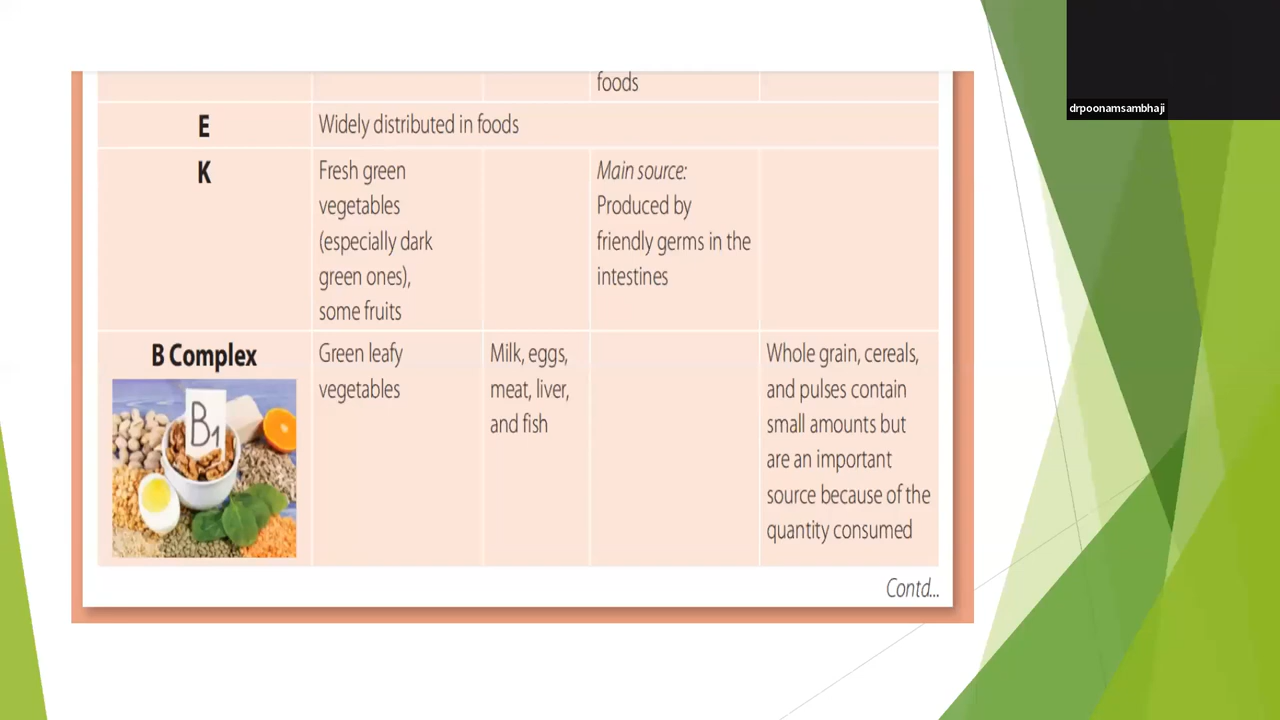 drpoonamsambhaji
foods
E
Widely distributed in foods
K
Fresh green
vegetables
(especially dark
green ones),
some fruits
Main source:
Produced by
friendly germs in the
intestines
B Complex
B1
Green leafy
vegetables
Milk, eggs,
meat, liver,
and fish
Whole grain, cereals,
and pulses contain
small amounts but
are an important
source because of the
quantity consumed
Contd...